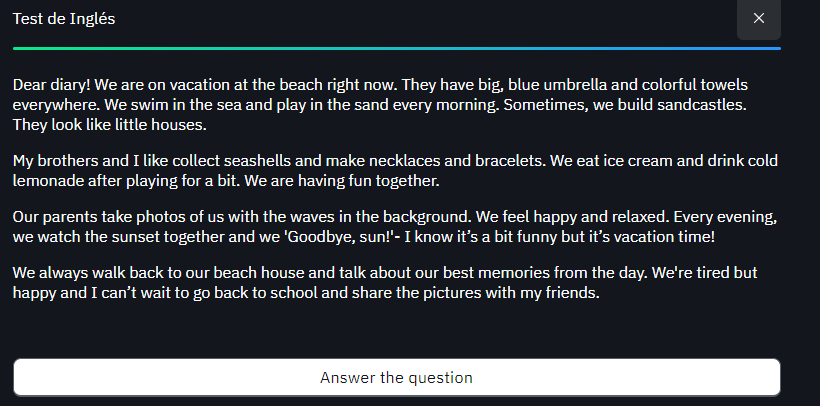 Test de Inglés
Dear diary! We are on vacation at the beach right now. They have big, blue umbrella and colorful towels
everywhere. We swim in the sea and play in the sand every morning. Sometimes, we build sandcastles.
They look like little houses.
My brothers and I like collect seashells and make necklaces and bracelets. We eat ice cream and drink cold
lemonade after playing for a bit. We are having fun together.
Our parents take photos of us with the waves in the background. We feel happy and relaxed. Every evening,
we watch the sunset together and we 'Goodbye, sun!'- I know it’s a bit funny but it’s vacation time!
We always walk back to our beach house and talk about our best memories from the day. We're tired but
happy and I can’t wait to go back to school and share the pictures with my friends.
Answer the question